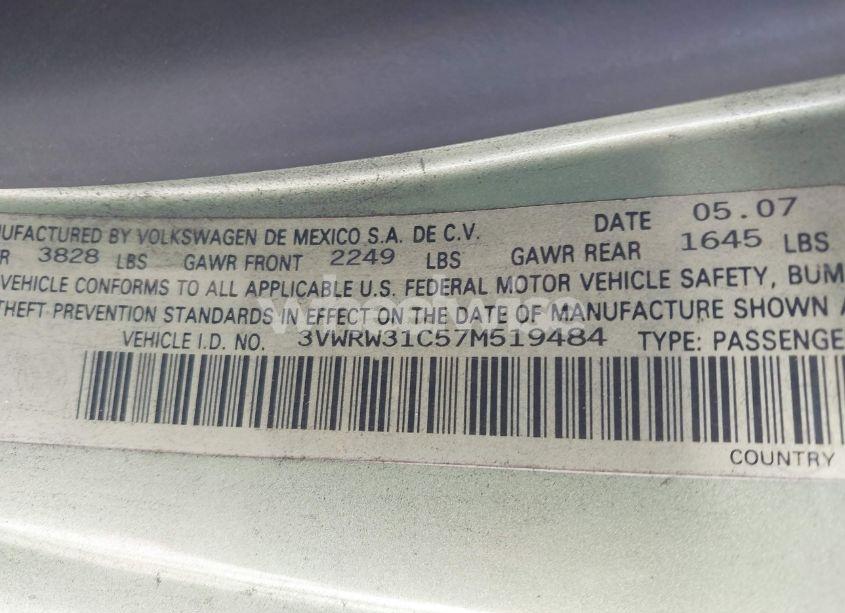 UFACTURED BY VOLKSWAGEN DE MEXICO S.A. DE C.V. DATE 05.07
R 3828 LBS GAWR FRONT 2249 LBS GAWR REAR 1645 LBS
VEHICLE CONFORMS TO ALL APPLICABLE U.S. FEDERAL MOTOR VEHICLE SAFETY, BUM
THEFT PREVENTION STANDARDS IN EFFECT ON THE DATE OF MANUFACTURE SHOWN A
VEHICLE I.D. NO. 3VWRW31C57M519484 TYPE: PASSENGE
COUNTRY